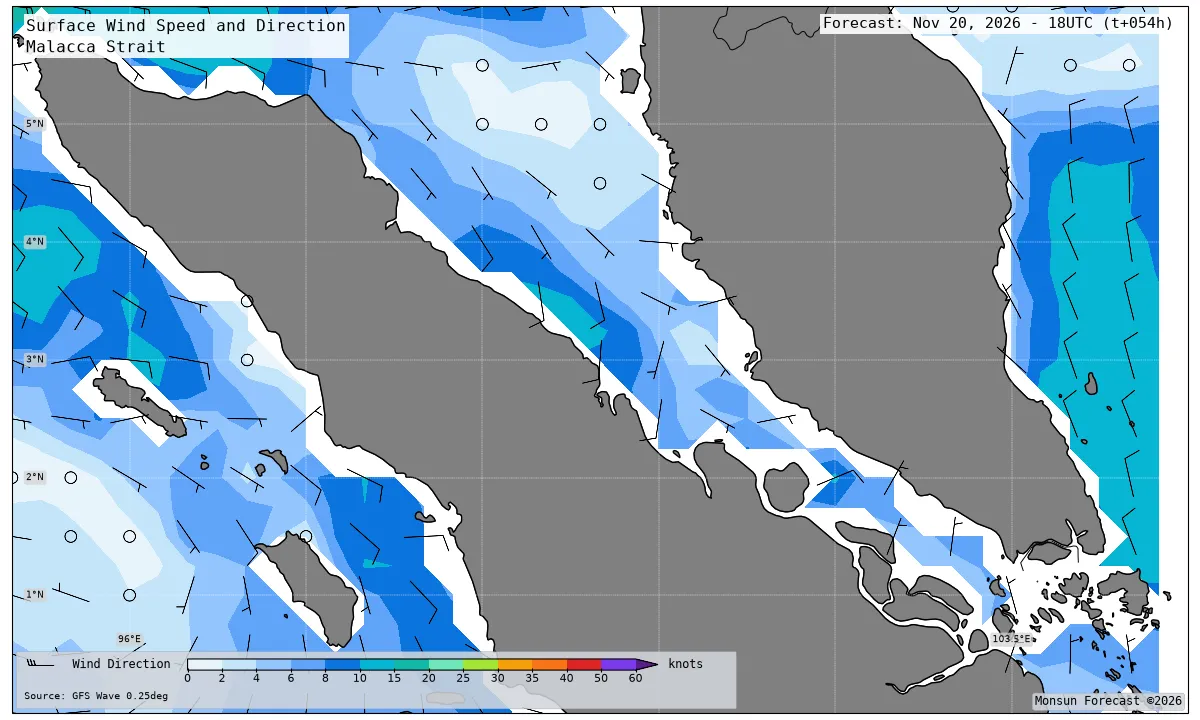 Surface Wind Speed and Direction
Malacca Strait
Forecast: Nov 20, 2026 - 18UTC (t+054h)
5°N
4°N
3°N
2°N
1°N
96°E
103.5°E
Wind Direction
knots
0 2 4 6 8 10 15 20 25 30 35 40 50 60
Source: GFS Wave 0.25deg
Monsun Forecast ©2026